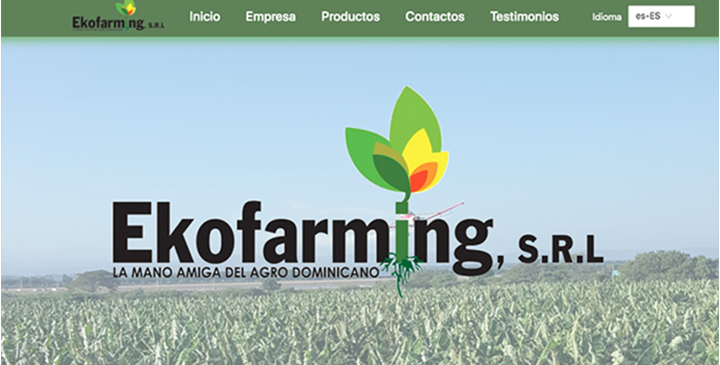 Ekofarming, S.R.L
Inicio Empresa Productos Contactos Testimonios Idioma es-ES
Ekofarming, S.R.L
LA MANO AMIGA DEL AGRO DOMINICANO